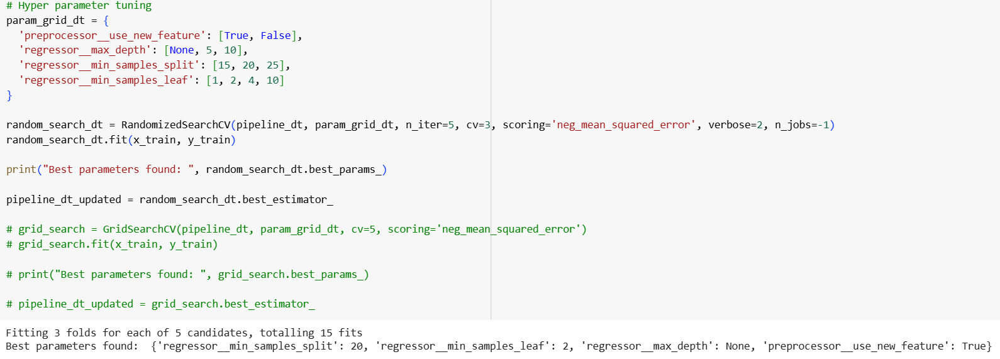 # Hyper parameter tuning
param_grid_dt = {
  'preprocessor__use_new_feature': [True, False],
  'regressor__max_depth': [None, 5, 10],
  'regressor__min_samples_split': [15, 20, 25],
  'regressor__min_samples_leaf': [1, 2, 4, 10]
}
random_search_dt = RandomizedSearchCV(pipeline_dt, param_grid_dt, n_iter=5, cv=3, scoring='neg_mean_squared_error', verbose=2, n_jobs=-1)
random_search_dt.fit(x_train, y_train)
print("Best parameters found: ", random_search_dt.best_params_)
pipeline_dt_updated = random_search_dt.best_estimator_
# grid_search = GridSearchCV(pipeline_dt, param_grid_dt, cv=5, scoring='neg_mean_squared_error')
# grid_search.fit(x_train, y_train)
# print("Best parameters found: ", grid_search.best_params_)
# pipeline_dt_updated = grid_search.best_estimator_
Fitting 3 folds for each of 5 candidates, totalling 15 fits
Best parameters found:  {'regressor__min_samples_split': 20, 'regressor__min_samples_leaf': 2, 'regressor__max_depth': None, 'preprocessor__use_new_feature': True}